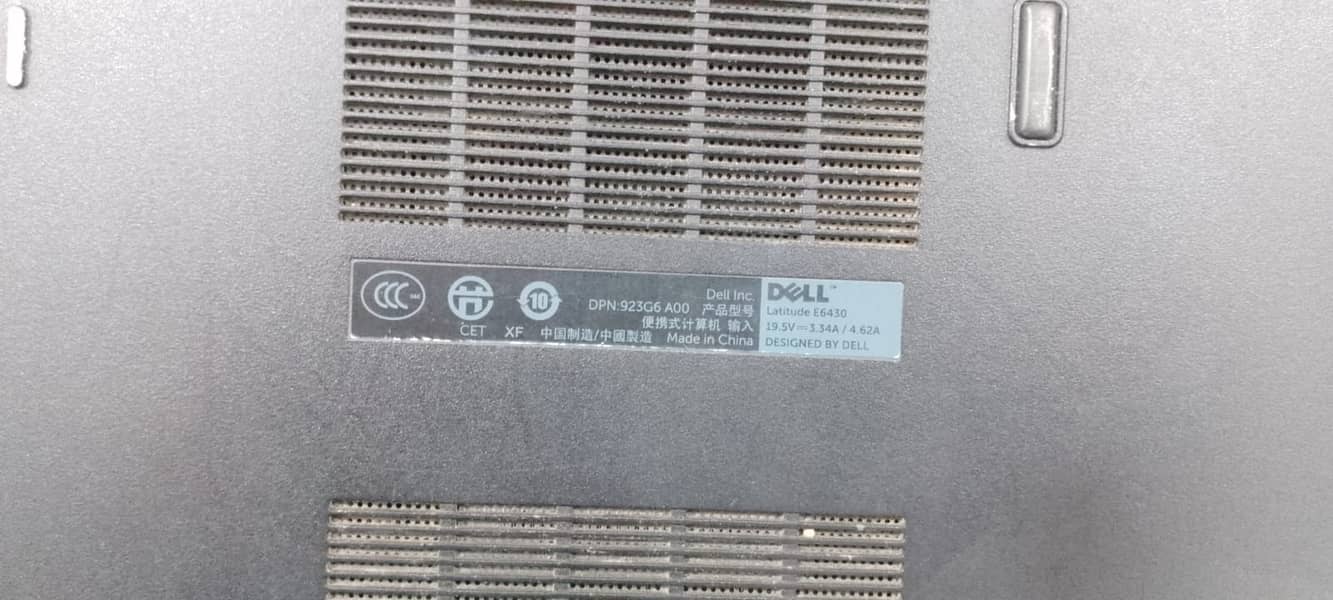 CCC
10
CET XF
DPN:923G6 A00 产品型号
Dell Inc.
便携式计算机 输入
中国制造/中國製造 Made in China
DELL™
Latitude E6430
19.5V⎓3.34A / 4.62A
DESIGNED BY DELL